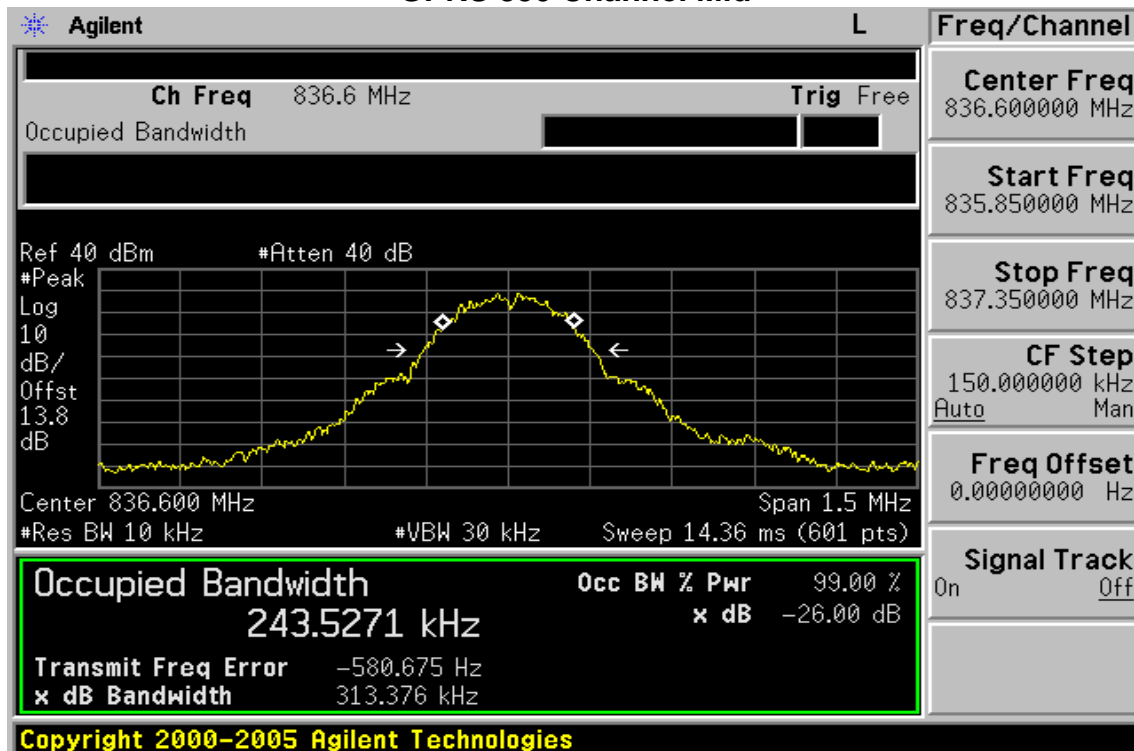 Agilent L Freq/Channel
Ch Freq 836.6 MHz Trig Free
Occupied Bandwidth
Center Freq
836.600000 MHz
Start Freq
835.850000 MHz
Stop Freq
837.350000 MHz
CF Step
150.000000 kHz
Auto Man
Freq Offset
0.00000000 Hz
Signal Track
On Off
Ref 40 dBm #Atten 40 dB
#Peak
Log
10
dB/
Offst
13.8
dB
Center 836.600 MHz Span 1.5 MHz
#Res BW 10 kHz #VBW 30 kHz Sweep 14.36 ms (601 pts)
Occupied Bandwidth Occ BW % Pwr 99.00 %
243.5271 kHz x dB -26.00 dB
Transmit Freq Error -580.675 Hz
x dB Bandwidth 313.376 kHz
Copyright 2000-2005 Agilent Technologies